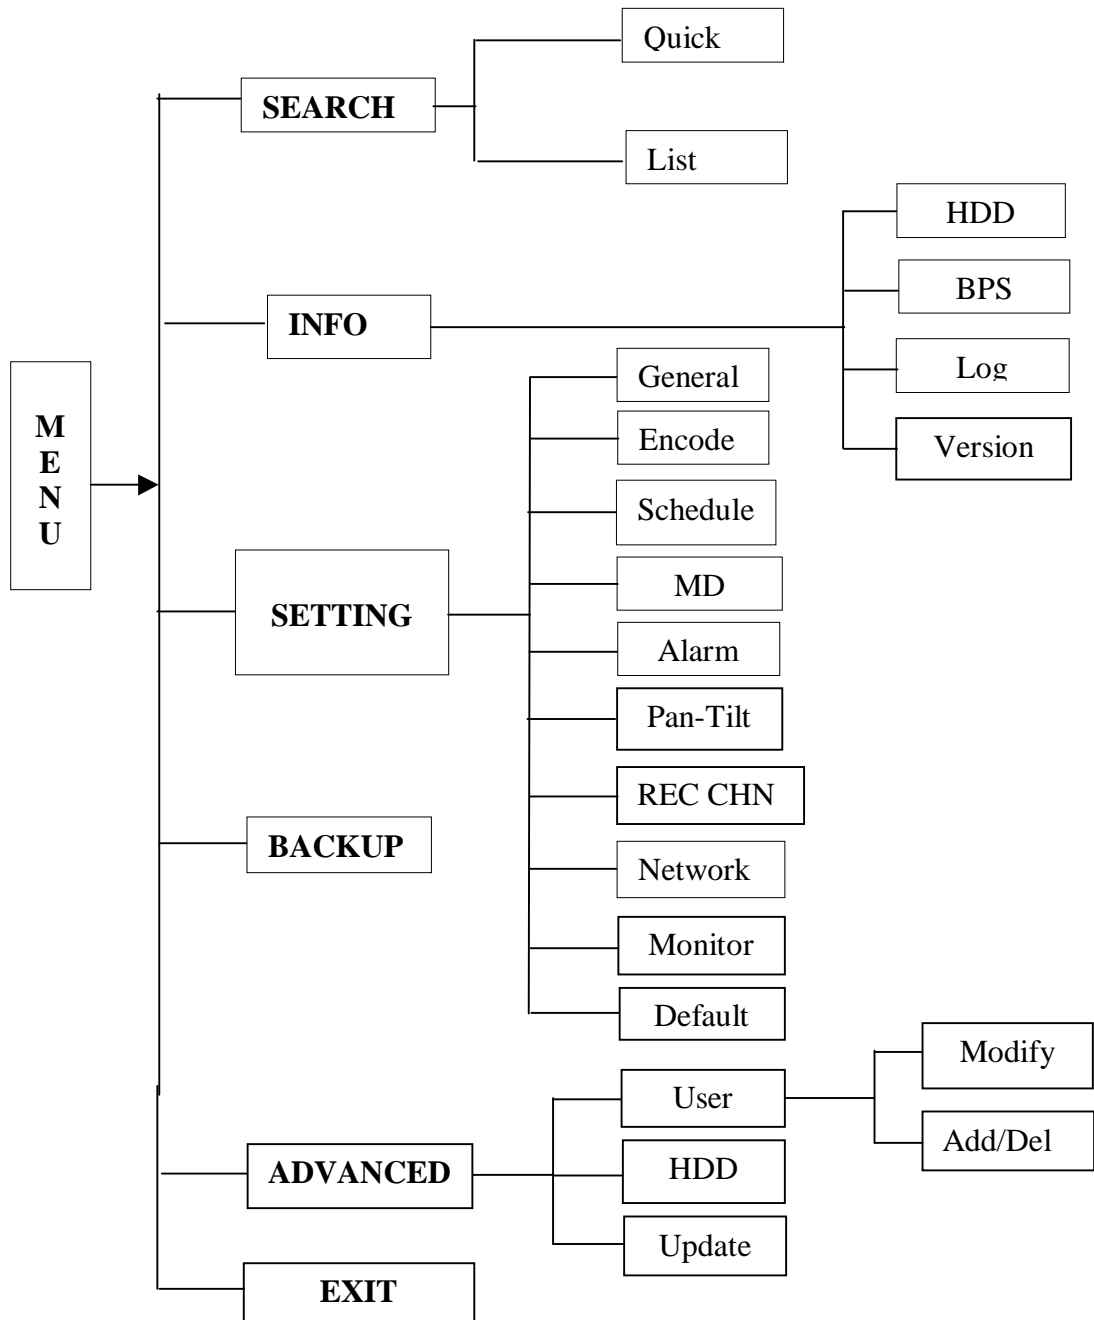 MENU
SEARCH
Quick
List
INFO
HDD
BPS
Log
Version
SETTING
General
Encode
Schedule
MD
Alarm
Pan-Tilt
REC CHN
Network
Monitor
Default
BACKUP
ADVANCED
User
Modify
Add/Del
HDD
Update
EXIT